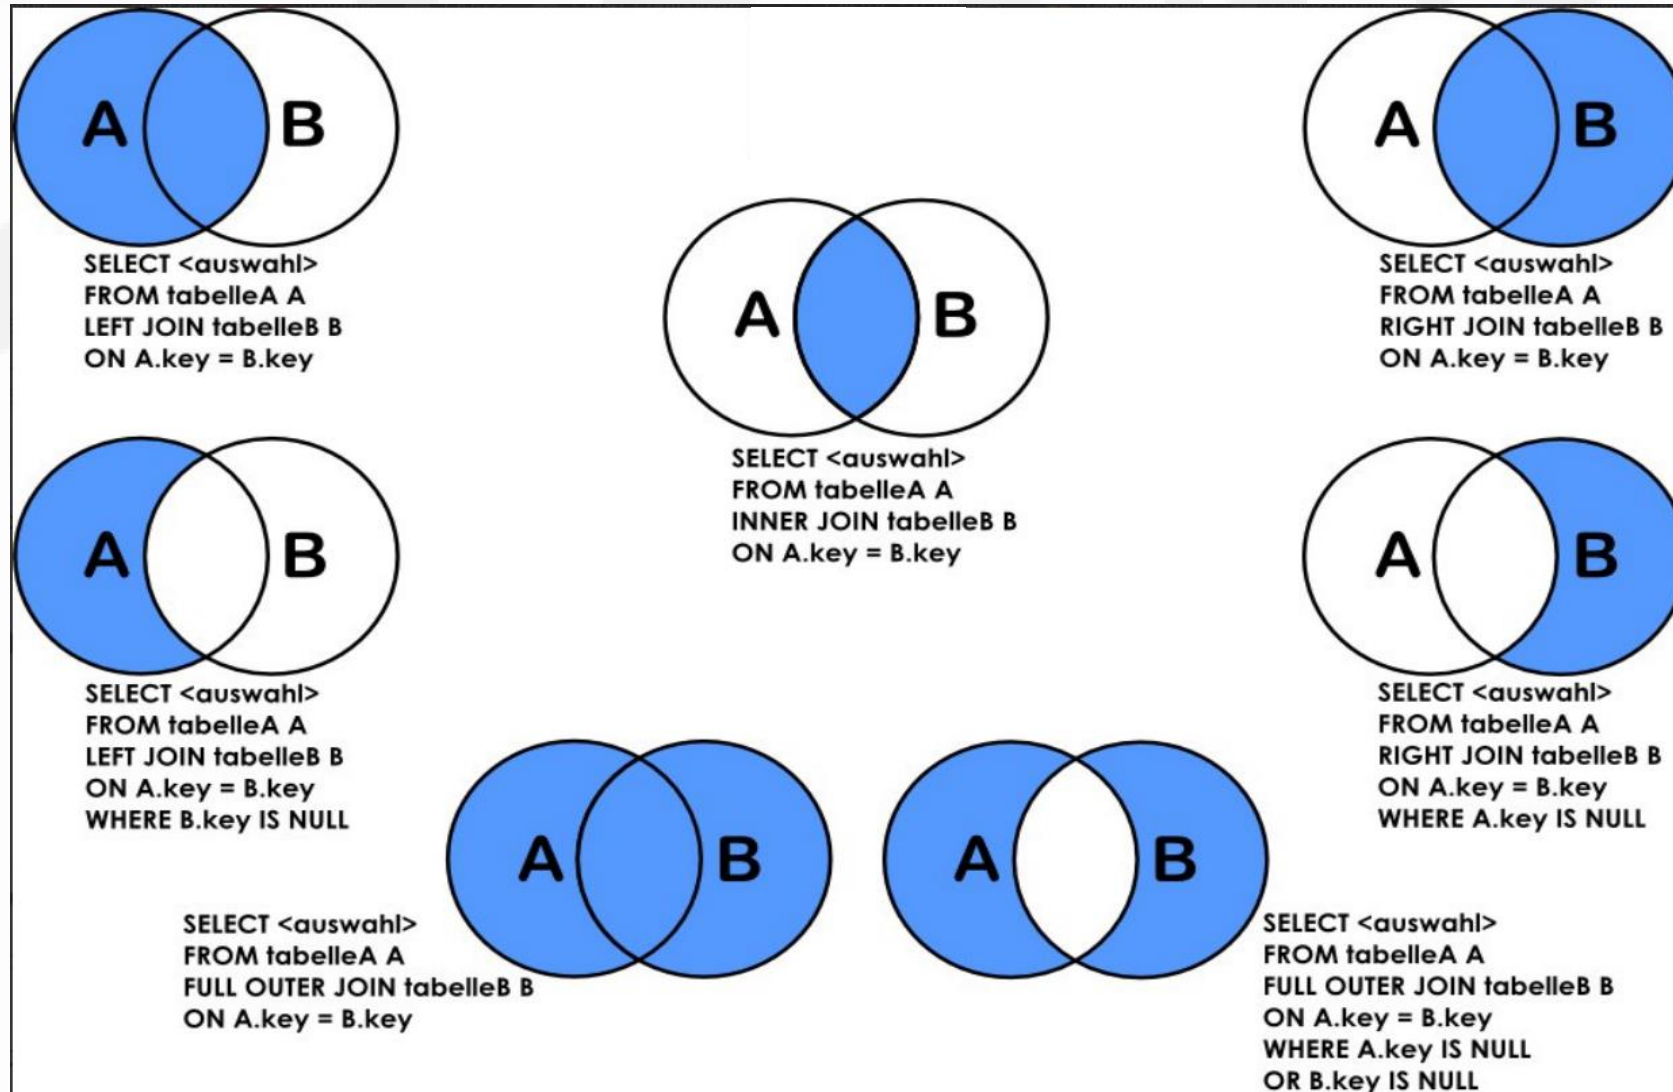 A B
SELECT <auswahl>
FROM tabelleA A
LEFT JOIN tabelleB B
ON A.key = B.key
A B
SELECT <auswahl>
FROM tabelleA A
RIGHT JOIN tabelleB B
ON A.key = B.key
A B
SELECT <auswahl>
FROM tabelleA A
INNER JOIN tabelleB B
ON A.key = B.key
A B
SELECT <auswahl>
FROM tabelleA A
LEFT JOIN tabelleB B
ON A.key = B.key
WHERE B.key IS NULL
A B
SELECT <auswahl>
FROM tabelleA A
RIGHT JOIN tabelleB B
ON A.key = B.key
WHERE A.key IS NULL
A B
SELECT <auswahl>
FROM tabelleA A
FULL OUTER JOIN tabelleB B
ON A.key = B.key
A B
SELECT <auswahl>
FROM tabelleA A
FULL OUTER JOIN tabelleB B
ON A.key = B.key
WHERE A.key IS NULL
OR B.key IS NULL